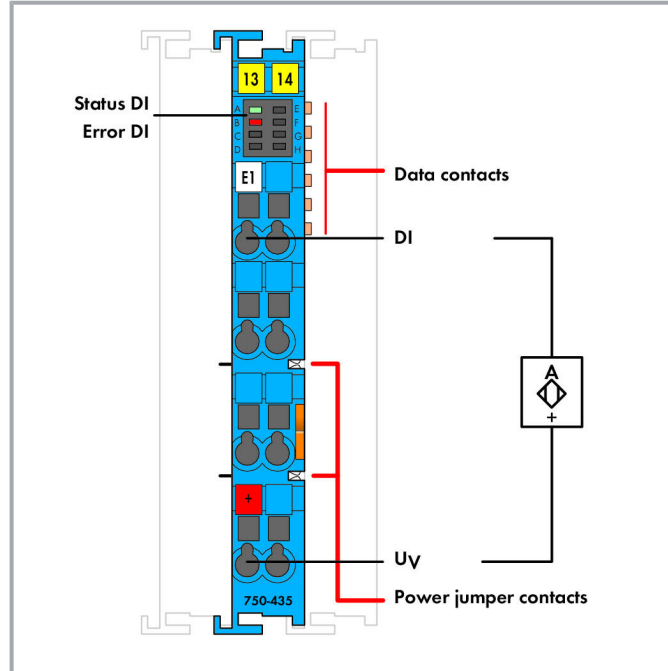 13 14
Status DI
Error DI
A E
B F
C G
D H
E1
Data contacts
DI
A
+
+
UV
Power jumper contacts
750-435